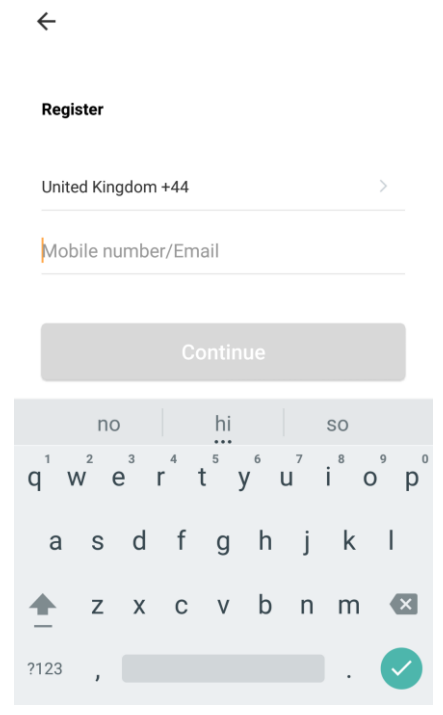 Register
United Kingdom +44
Mobile number/Email
Continue
no hi so
1 2 3 4 5 6 7 8 9 0
q w e r t y u i o p
a s d f g h j k l
z x c v b n m
?123 , .